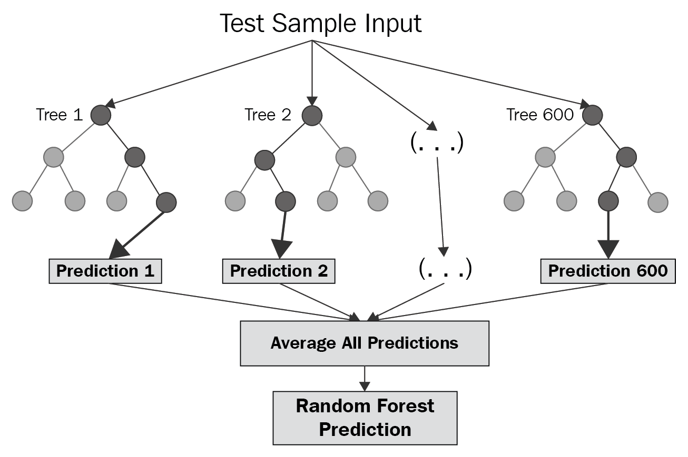 Test Sample Input
Tree 1
Tree 2
(. . .)
Tree 600
Prediction 1
Prediction 2
(. . .)
Prediction 600
Average All Predictions
Random Forest
Prediction